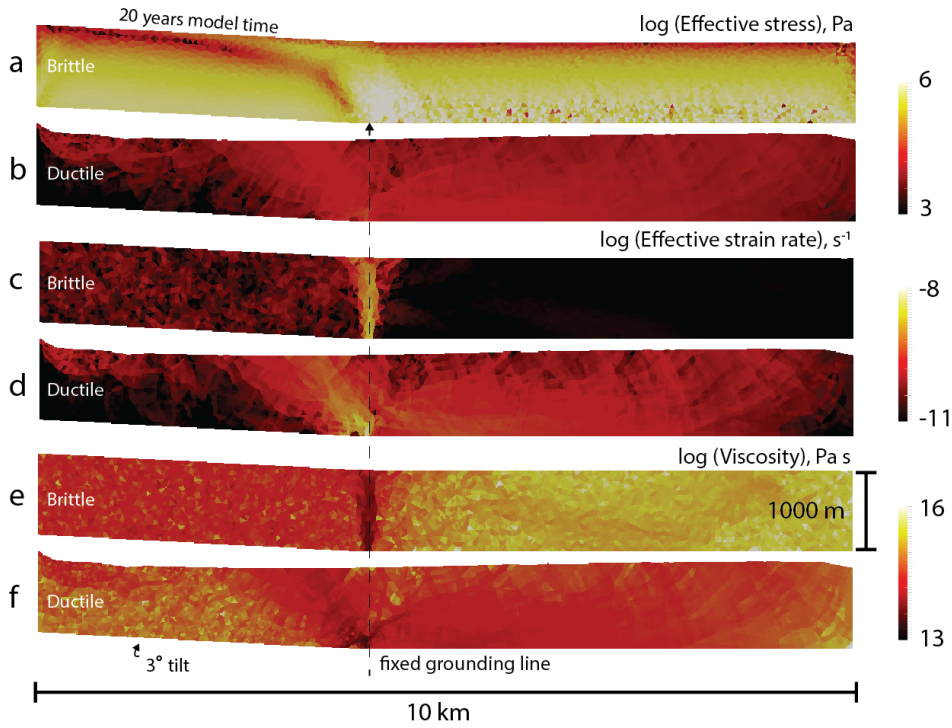 20 years model time
log (Effective stress), Pa
a
Brittle
6
b
Ductile
3
log (Effective strain rate), s⁻¹
c
Brittle
-8
d
Ductile
-11
log (Viscosity), Pa s
e
Brittle
1000 m
16
f
Ductile
13
3° tilt
fixed grounding line
10 km